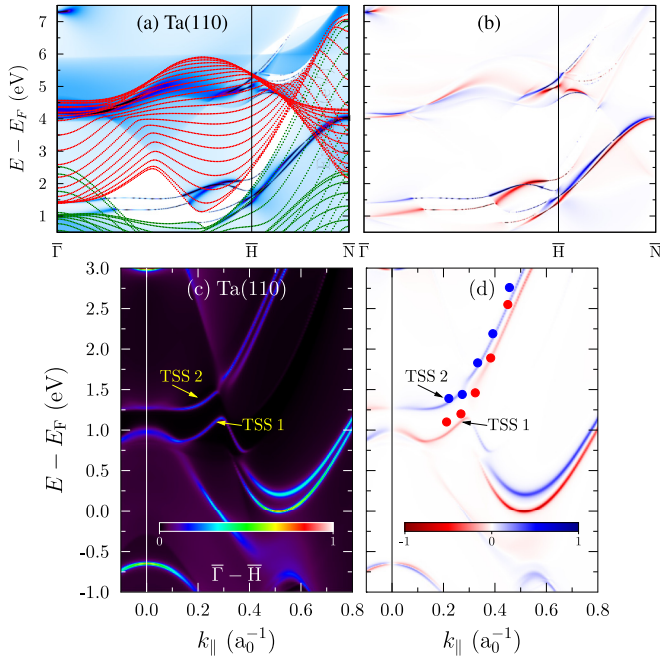 (a) Ta(110)
(b)
7
6
5
4
3
2
1
E − E_F (eV)
Γ̅ H̅ N̅ Γ̅ H̅ N̅
(c) Ta(110)
(d)
3.0
2.5
2.0
1.5
1.0
0.5
0.0
-0.5
-1.0
E − E_F (eV)
TSS 2
TSS 1
TSS 2
TSS 1
0 1
-1 0 1
Γ̅ − H̅
0.0 0.2 0.4 0.6 0.8
0.0 0.2 0.4 0.6 0.8
k_∥ (a₀⁻¹)
k_∥ (a₀⁻¹)